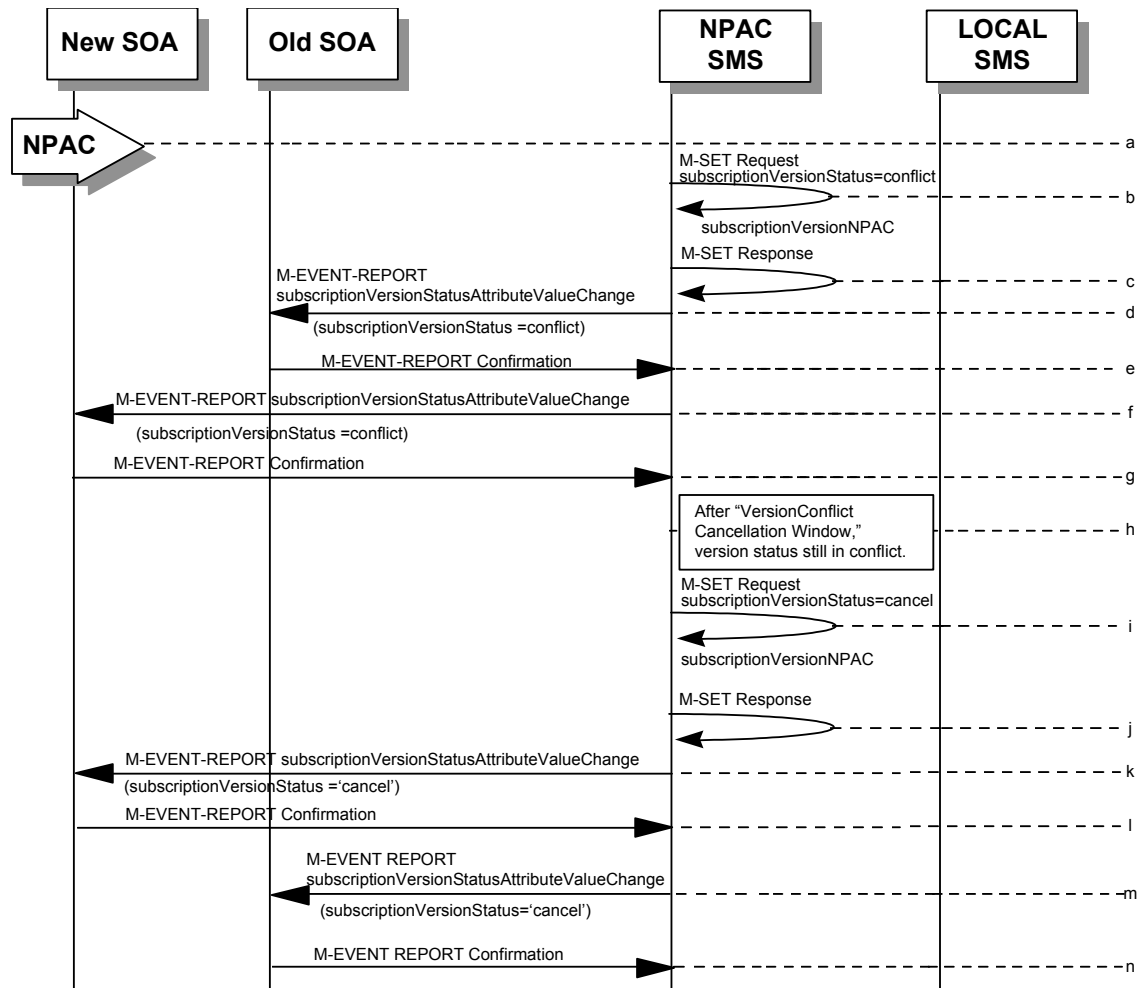 New SOA
Old SOA
NPAC
SMS
LOCAL
SMS
NPAC
a
M-SET Request
subscriptionVersionStatus=conflict
b
subscriptionVersionNPAC
M-SET Response
c
M-EVENT-REPORT
subscriptionVersionStatusAttributeValueChange
d
(subscriptionVersionStatus =conflict)
M-EVENT-REPORT Confirmation
e
M-EVENT-REPORT subscriptionVersionStatusAttributeValueChange
f
(subscriptionVersionStatus =conflict)
M-EVENT-REPORT Confirmation
g
After “VersionConflict
Cancellation Window,”
version status still in conflict.
h
M-SET Request
subscriptionVersionStatus=cancel
i
subscriptionVersionNPAC
M-SET Response
j
M-EVENT-REPORT subscriptionVersionStatusAttributeValueChange
k
(subscriptionVersionStatus =‘cancel’)
M-EVENT-REPORT Confirmation
l
M-EVENT REPORT
subscriptionVersionStatusAttributeValueChange
m
(subscriptionVersionStatus=‘cancel’)
M-EVENT REPORT Confirmation
n